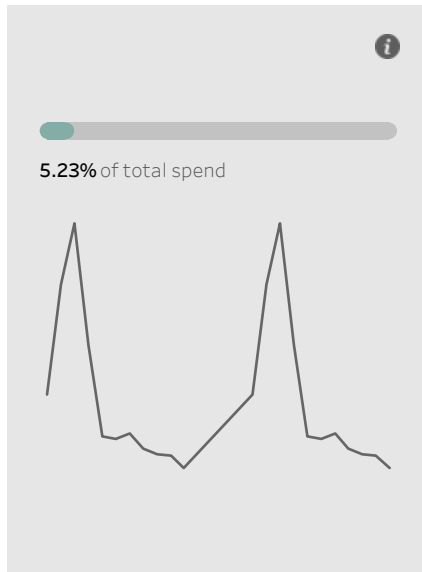 i
5.23% of total spend